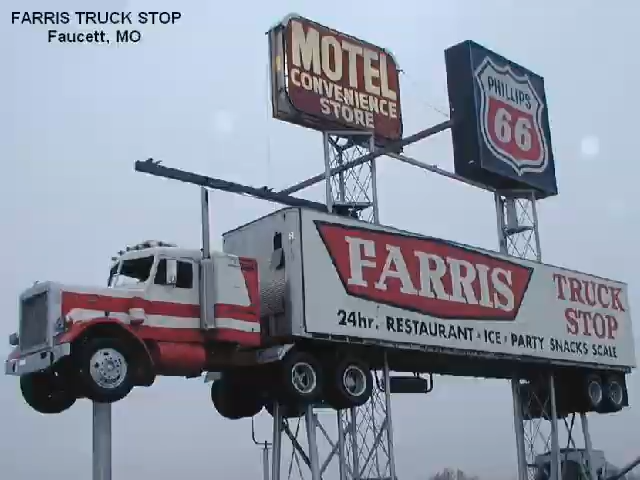 FARRIS TRUCK STOP
Faucett, MO
MOTEL
CONVENIENCE
STORE
PHILLIPS
66
FARRIS
TRUCK
STOP
24hr. RESTAURANT · ICE · PARTY SNACKS SCALE